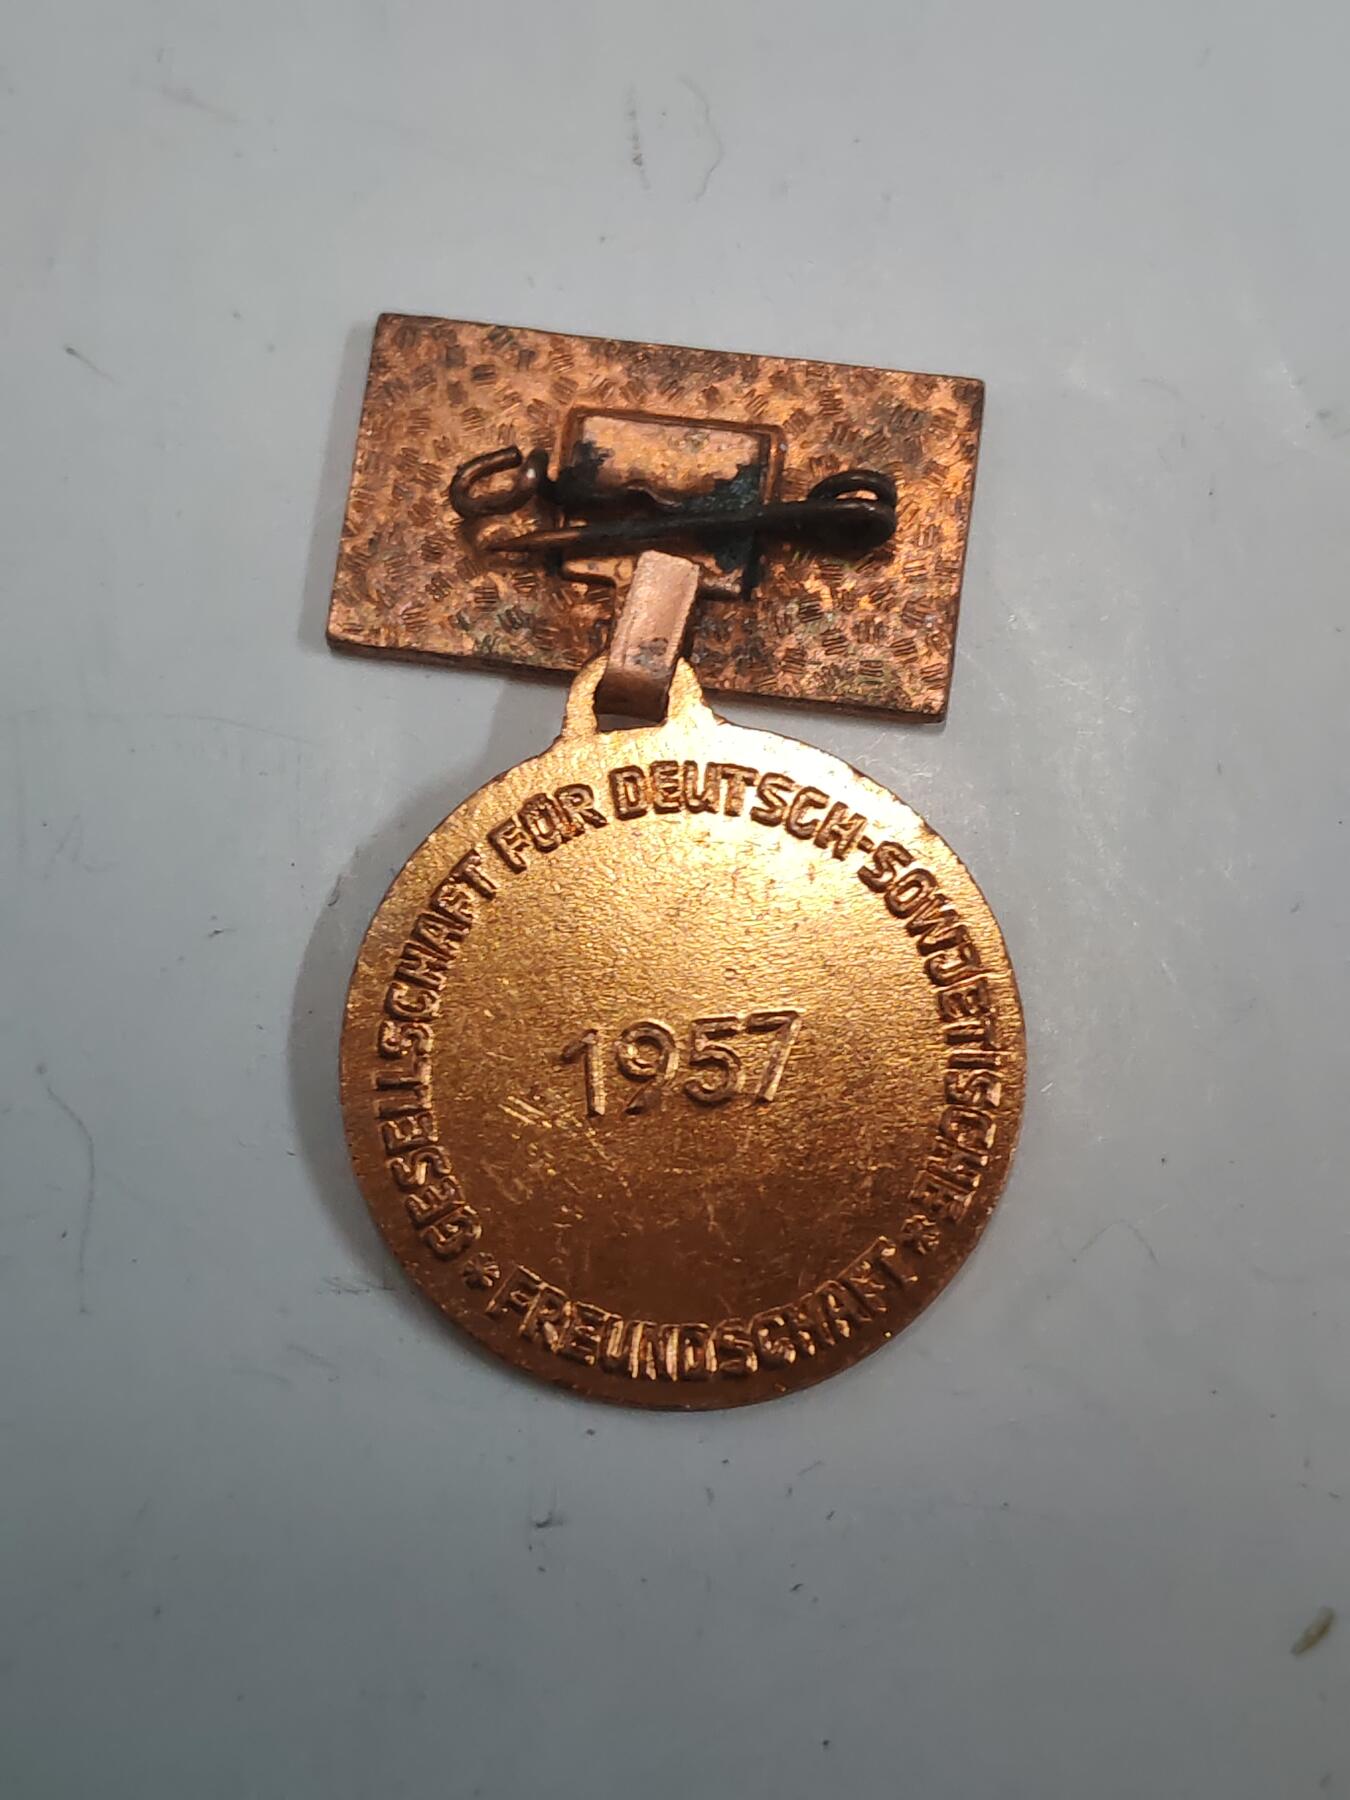 GESELLSCHAFT FÜR DEUTSCH-SOWJETISCHE
* FREUNDSCHAFT *
1957